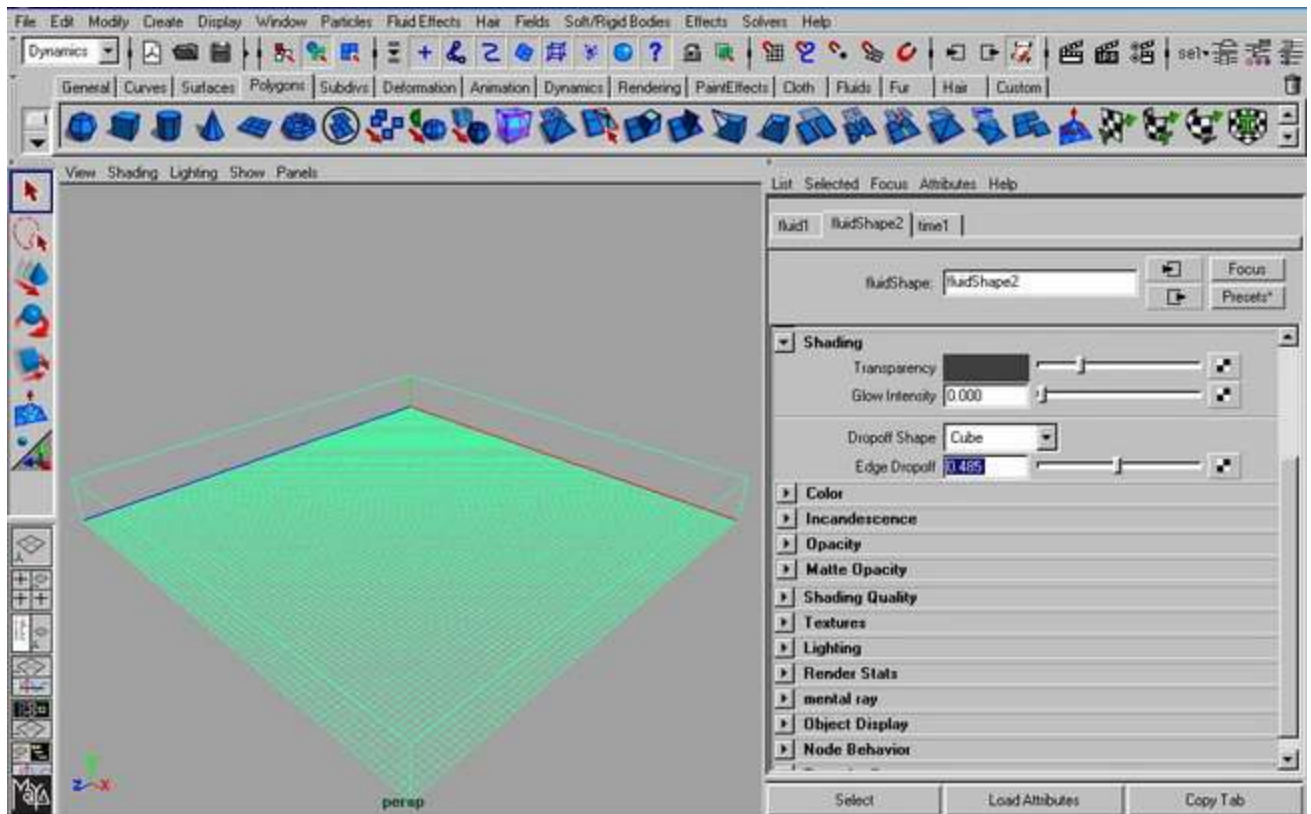 File Edit Modify Create Display Window Particles Fluid Effects Hair Fields Soft/Rigid Bodies Effects Solvers Help
Dynamics sel
General Curves Surfaces Polygons Subdivs Deformation Animation Dynamics Rendering PaintEffects Cloth Fluids Fur Hair Custom
View Shading Lighting Show Panels
List Selected Focus Attributes Help
fluid1 fluidShape2 time1
fluidShape: fluidShape2 Focus
Presets*
Shading
Transparency
Glow Intensity 0.000
Dropoff Shape Cube
Edge Dropoff 0.485
Color
Incandescence
Opacity
Matte Opacity
Shading Quality
Textures
Lighting
Render Stats
mental ray
Object Display
Node Behavior
y
z x
persp
Maya
Select Load Attributes Copy Tab